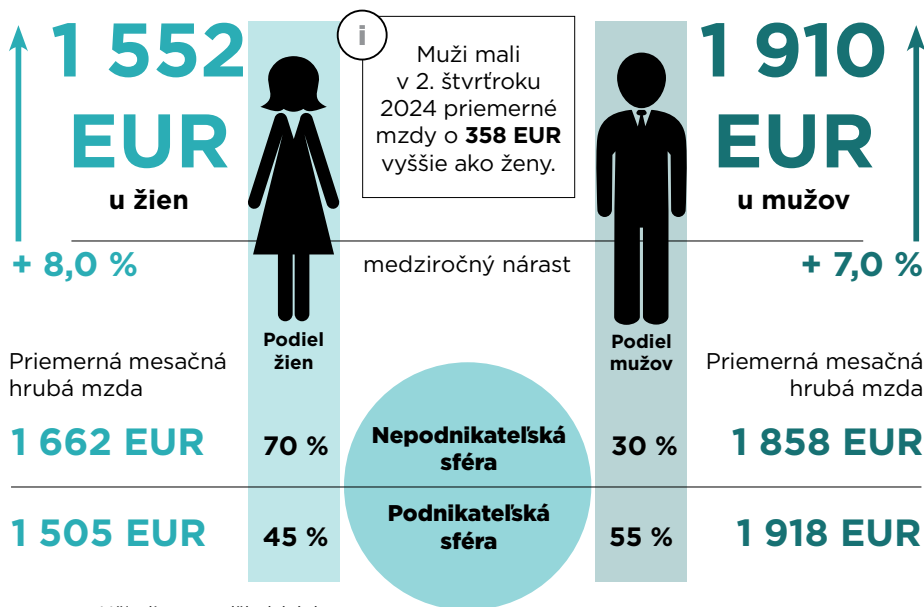 1 552
EUR
u žien
+ 8,0 %
i
Muži mali
v 2. štvrťroku
2024 priemerné
mzdy o 358 EUR
vyššie ako ženy.
1 910
EUR
u mužov
+ 7,0 %
medziročný nárast
Priemerná mesačná
hrubá mzda
Podiel
žien
Podiel
mužov
Priemerná mesačná
hrubá mzda
1 662 EUR
70 %
Nepodnikateľská
sféra
30 %
1 858 EUR
1 505 EUR
45 %
Podnikateľská
sféra
55 %
1 918 EUR